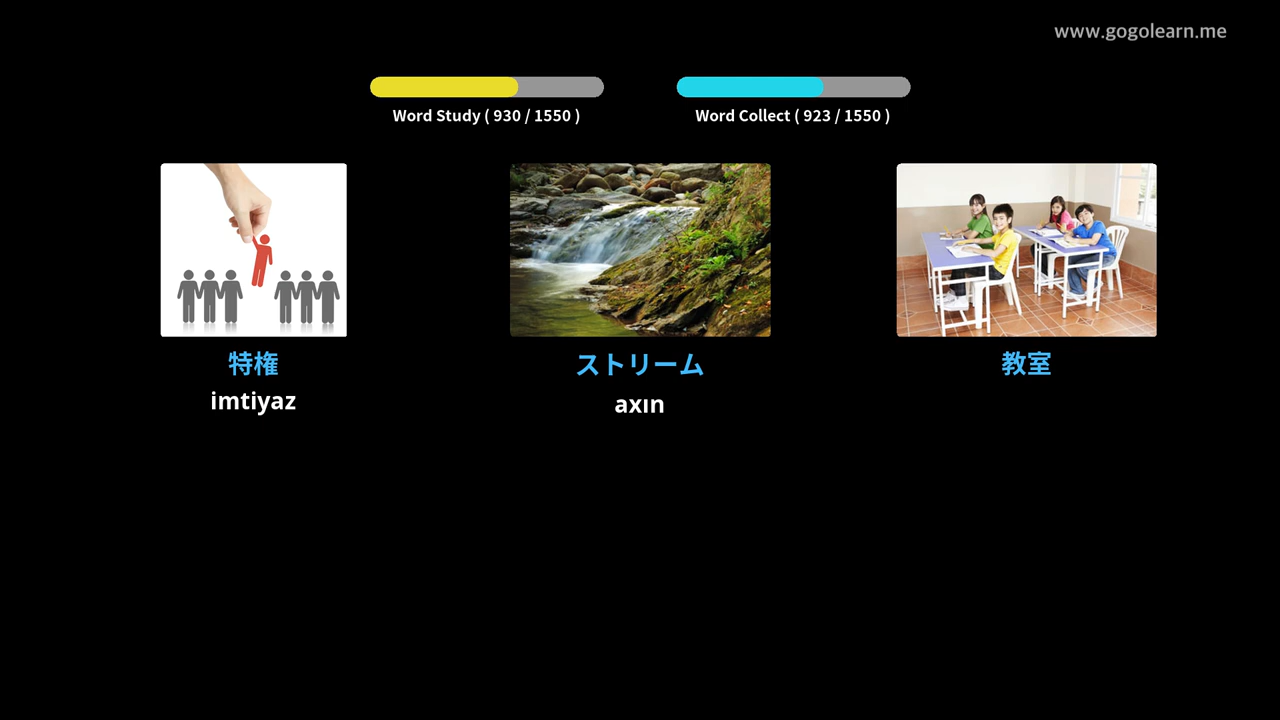 www.gogolearn.me
Word Study ( 930 / 1550 )
Word Collect ( 923 / 1550 )
特権
ストリーム
教室
imtiyaz
axın